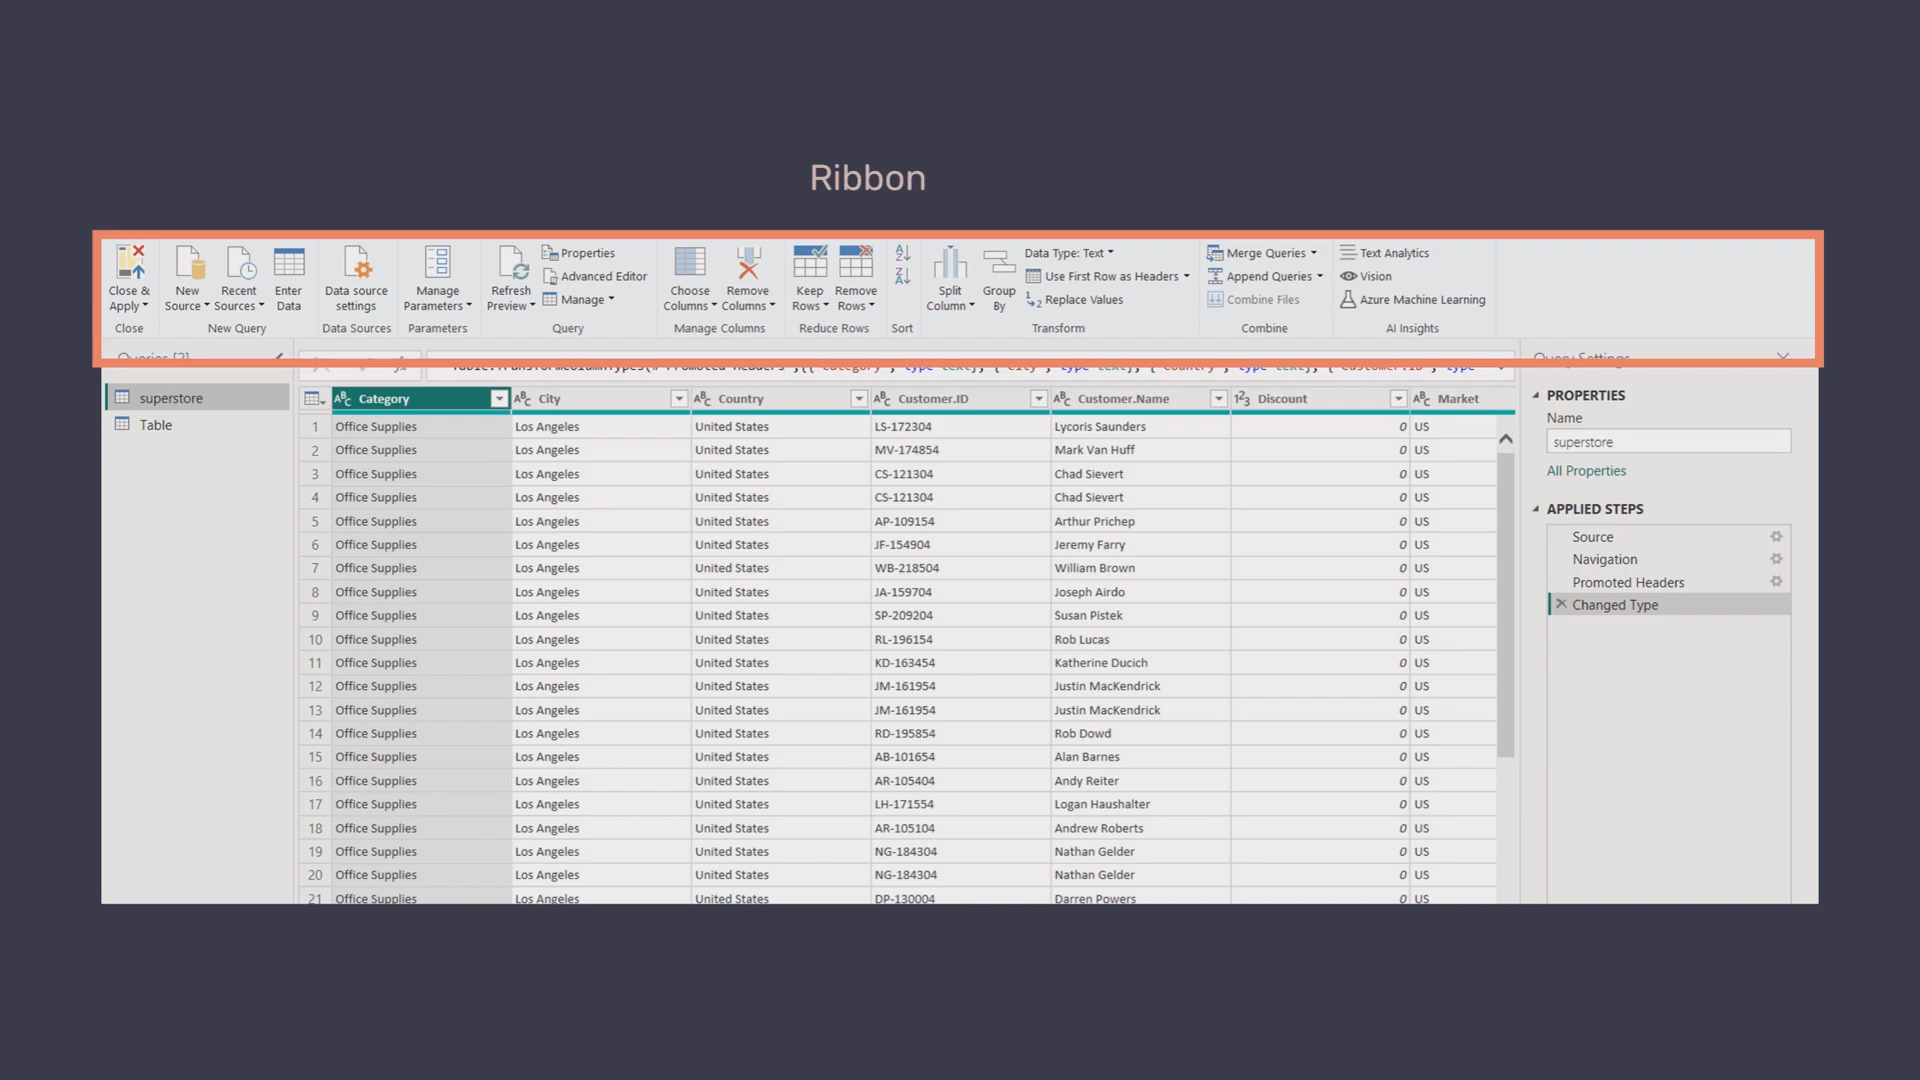 Ribbon
Close & Apply
New Source
Recent Sources
Enter Data
Data source settings
Manage Parameters
Refresh Preview
Properties
Advanced Editor
Manage
Choose Columns
Remove Columns
Keep Rows
Remove Rows
Split Column
Group By
Data Type: Text
Use First Row as Headers
Replace Values
Merge Queries
Append Queries
Combine Files
Text Analytics
Vision
Azure Machine Learning
Close
New Query
Data Sources
Parameters
Query
Manage Columns
Reduce Rows
Sort
Transform
Combine
AI Insights
superstore
Table
Category City Country Customer.ID Customer.Name Discount Market
1 Office Supplies Los Angeles United States LS-172304 Lycoris Saunders 0 US
2 Office Supplies Los Angeles United States MV-174854 Mark Van Huff 0 US
3 Office Supplies Los Angeles United States CS-121304 Chad Sievert 0 US
4 Office Supplies Los Angeles United States CS-121304 Chad Sievert 0 US
5 Office Supplies Los Angeles United States AP-109154 Arthur Prichep 0 US
6 Office Supplies Los Angeles United States JF-154904 Jeremy Farry 0 US
7 Office Supplies Los Angeles United States WB-218504 William Brown 0 US
8 Office Supplies Los Angeles United States JA-159704 Joseph Airdo 0 US
9 Office Supplies Los Angeles United States SP-209204 Susan Pistek 0 US
10 Office Supplies Los Angeles United States RL-196154 Rob Lucas 0 US
11 Office Supplies Los Angeles United States KD-163454 Katherine Ducich 0 US
12 Office Supplies Los Angeles United States JM-161954 Justin MacKendrick 0 US
13 Office Supplies Los Angeles United States JM-161954 Justin MacKendrick 0 US
14 Office Supplies Los Angeles United States RD-195854 Rob Dowd 0 US
15 Office Supplies Los Angeles United States AB-101654 Alan Barnes 0 US
16 Office Supplies Los Angeles United States AR-105404 Andy Reiter 0 US
17 Office Supplies Los Angeles United States LH-171554 Logan Haushalter 0 US
18 Office Supplies Los Angeles United States AR-105104 Andrew Roberts 0 US
19 Office Supplies Los Angeles United States NG-184304 Nathan Gelder 0 US
20 Office Supplies Los Angeles United States NG-184304 Nathan Gelder 0 US
21 Office Supplies Los Angeles United States DP-130004 Darren Powers 0 US
PROPERTIES
Name
superstore
All Properties
APPLIED STEPS
Source
Navigation
Promoted Headers
Changed Type